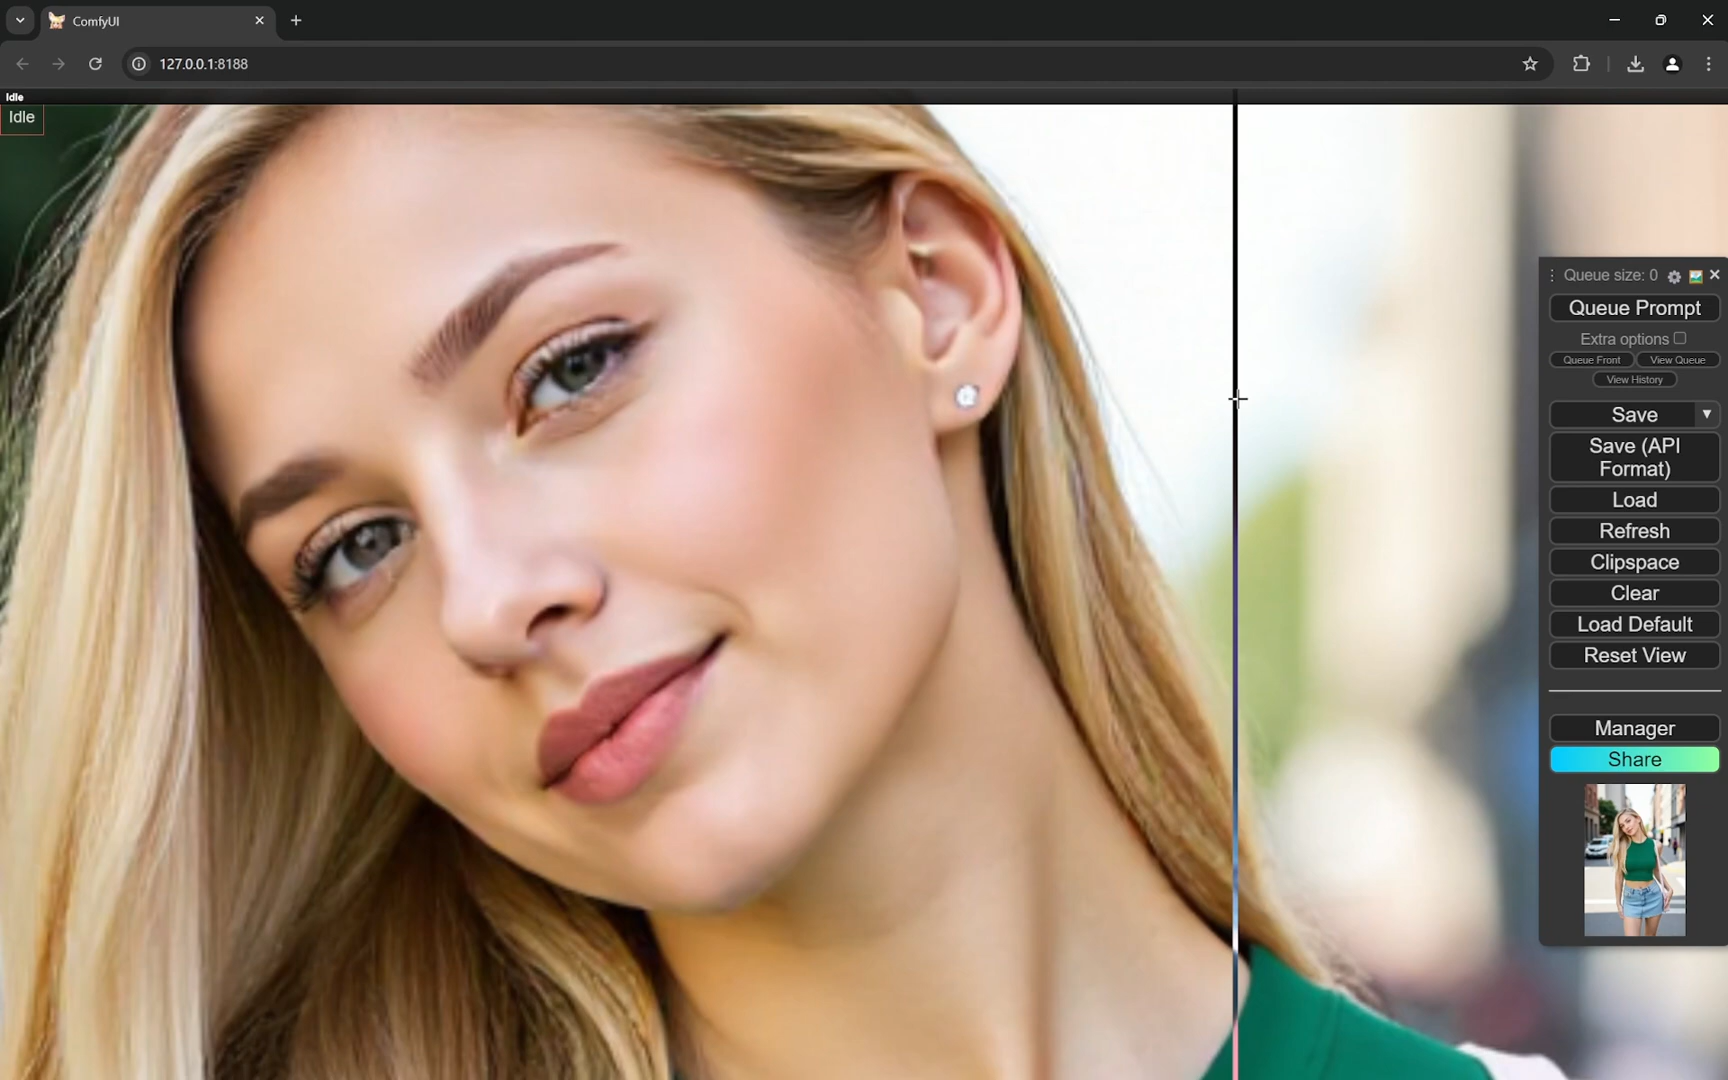 ComfyUI
127.0.0.1:8188
Idle
Idle
Queue size: 0
Queue Prompt
Extra options
Queue Front
View Queue
View History
Save ▼
Save (API
Format)
Load
Refresh
Clipspace
Clear
Load Default
Reset View
Manager
Share